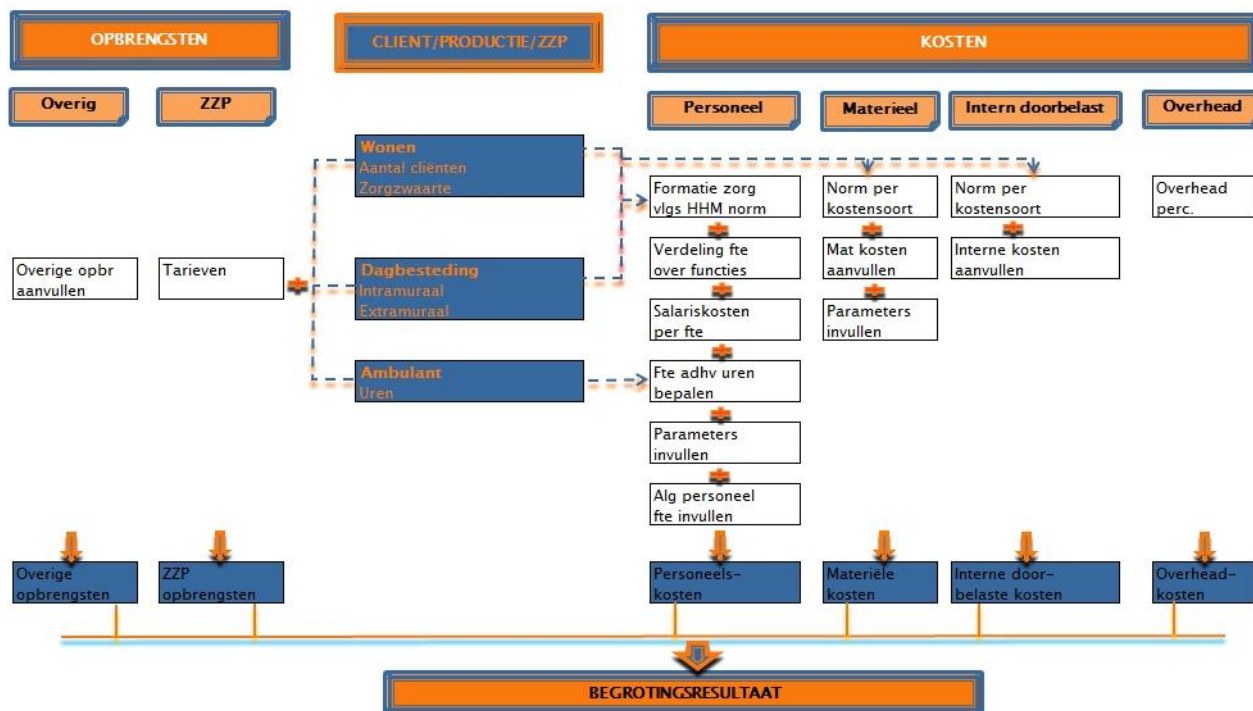 OPBRENGSTEN
CLIENT/PRODUCTIE/ZZP
KOSTEN
Overig
ZZP
Personeel
Materieel
Intern doorbelast
Overhead
Wonen
Aantal cliënten
Zorgzwaarte
Formatie zorg
vlgs HHM norm
Norm per
kostensoort
Norm per
kostensoort
Overhead
perc.
Overige opbr
aanvullen
Tarieven
Dagbesteding
Intramuraal
Extramuraal
Verdeling fte
over functies
Mat kosten
aanvullen
Interne kosten
aanvullen
Salariskosten
per fte
Parameters
invullen
Ambulant
Uren
Fte adhv uren
bepalen
Parameters
invullen
Alg personeel
fte invullen
Overige
opbrengsten
ZZP
opbrengsten
Personeels-
kosten
Materiële
kosten
Interne door-
belaste kosten
Overhead-
kosten
BEGROTINGSRESULTAAT